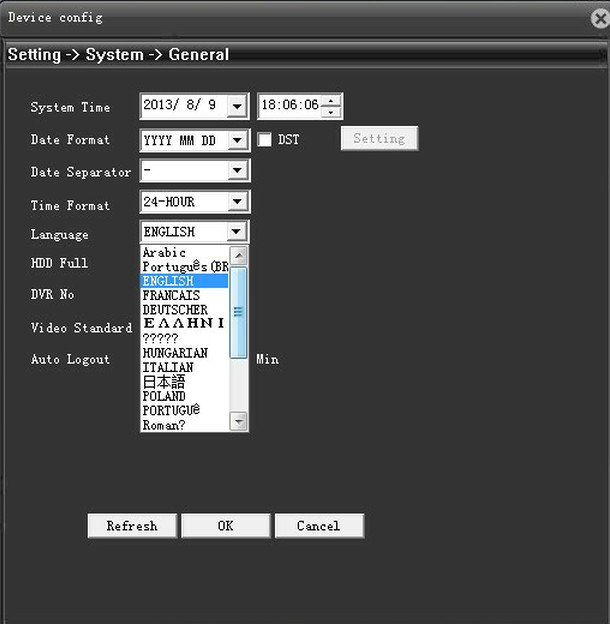 Device config
Setting -> System -> General
System Time 2013/ 8/ 9 18:06:06
Date Format YYYY MM DD DST Setting
Date Separator -
Time Format 24-HOUR
Language ENGLISH
Arabic
HDD Full Português(BR
ENGLISH
DVR No FRANCAIS
DEUTSCHER
Video Standard ΕΛΛΗΝΙ
?????
HUNGARIAN
Auto Logout ITALIAN Min
日本語
POLAND
PORTUGUê
Roman?
Refresh OK Cancel